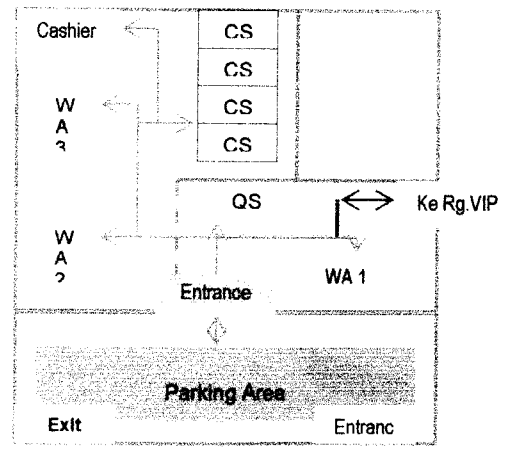 Cashier
CS
CS
CS
CS
W
A
3
QS
Ke Rg.VIP
W
A
2
WA 1
Entrance
Parking Area
Exit
Entranc